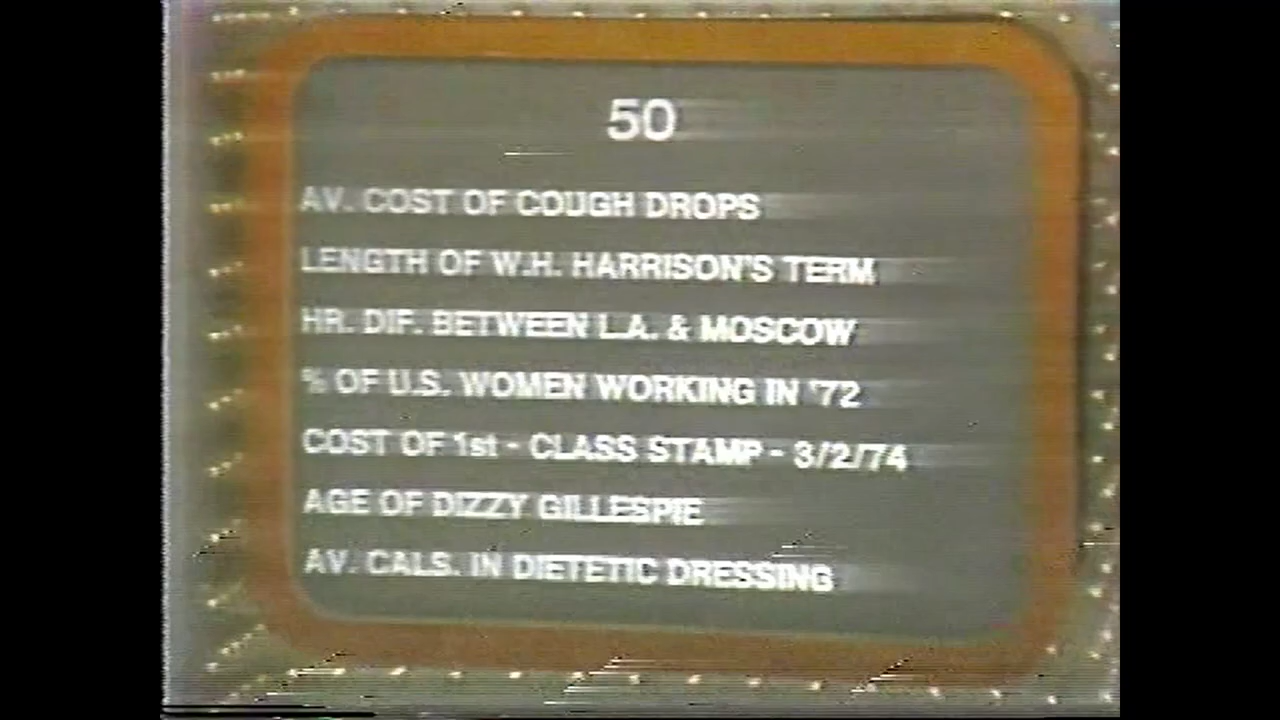 50
AV. COST OF COUGH DROPS
LENGTH OF W.H. HARRISON'S TERM
HR. DIF. BETWEEN L.A. & MOSCOW
% OF U.S. WOMEN WORKING IN '72
COST OF 1st - CLASS STAMP - 3/2/74
AGE OF DIZZY GILLESPIE
AV. CALS. IN DIETETIC DRESSING